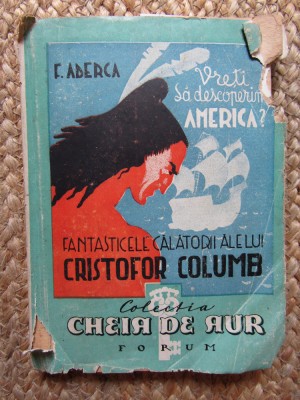 F. ADERCA
Vreți
să descoperim
AMERICA?
FANTASTICELE CĂLĂTORII ALE LUI
CRISTOFOR COLUMB
Colecția
CHEIA DE AUR
FORUM